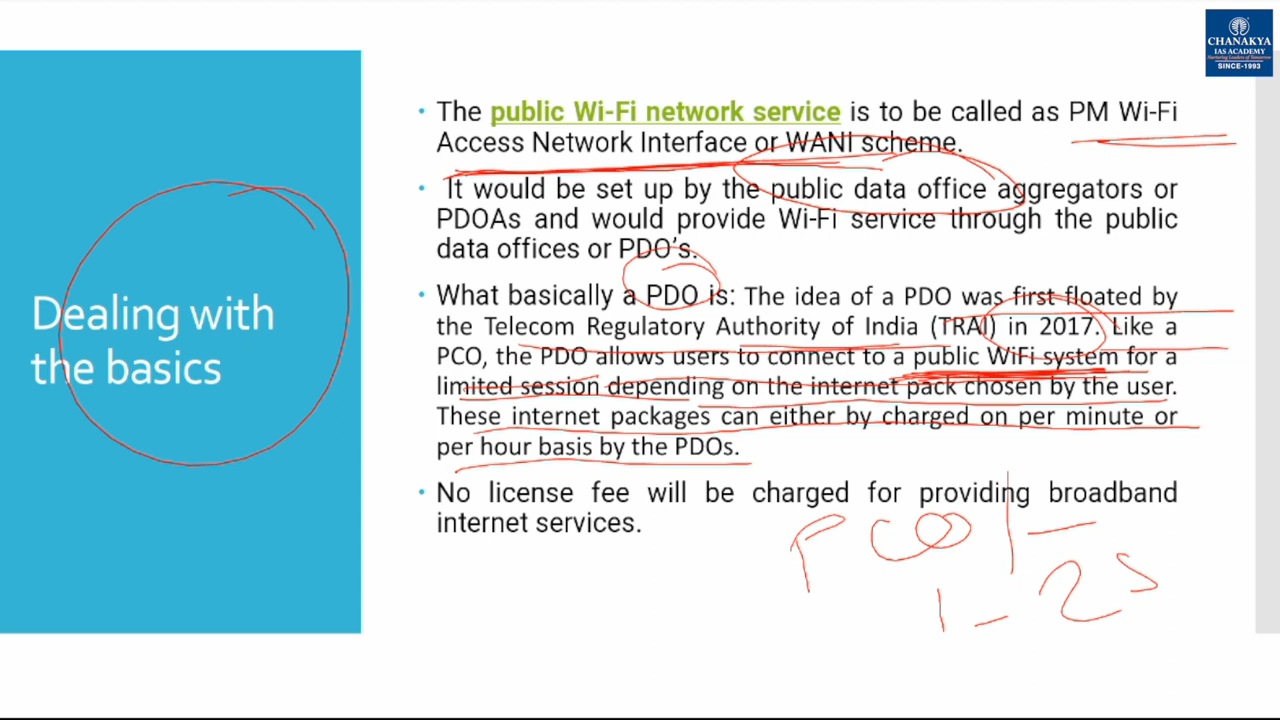 CHANAKYA
IAS ACADEMY
Nurturing Leaders of Tomorrow
SINCE-1993
Dealing with
the basics
• The public Wi-Fi network service is to be called as PM Wi-Fi
Access Network Interface or WANI scheme.
• It would be set up by the public data office aggregators or
PDOAs and would provide Wi-Fi service through the public
data offices or PDO's.
• What basically a PDO is: The idea of a PDO was first floated by
the Telecom Regulatory Authority of India (TRAI) in 2017. Like a
PCO, the PDO allows users to connect to a public WiFi system for a
limited session depending on the internet pack chosen by the user.
These internet packages can either by charged on per minute or
per hour basis by the PDOs.
• No license fee will be charged for providing broadband
internet services.
PCO
1-2